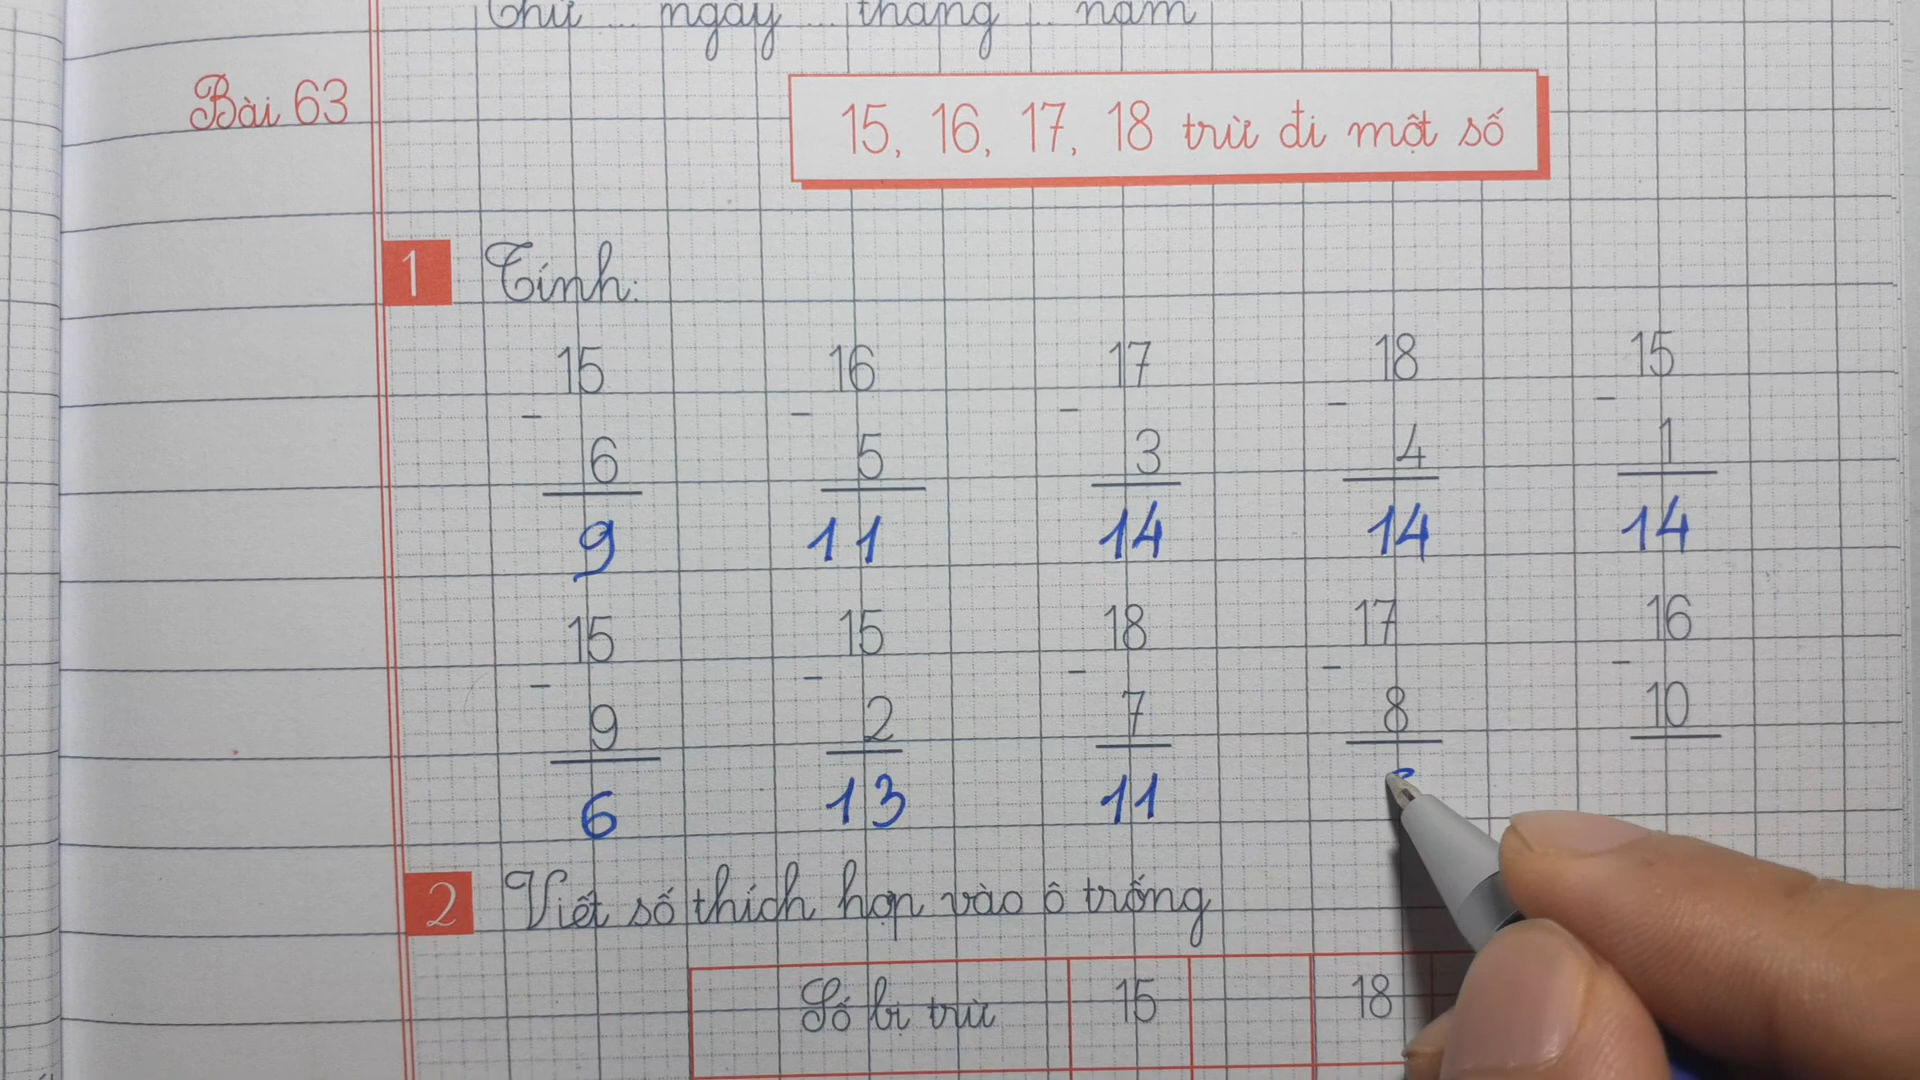 Thứ ... ngày ... tháng ... năm
Bài 63
15, 16, 17, 18 trừ đi một số
1 Tính:
15 16 17 18 15
- - - - -
6 5 3 4 1
9 11 14 14 14
15 15 18 17 16
- - - - -
9 2 7 8 10
6 13 11
2 Viết số thích hợp vào ô trống
Số bị trừ 15 18